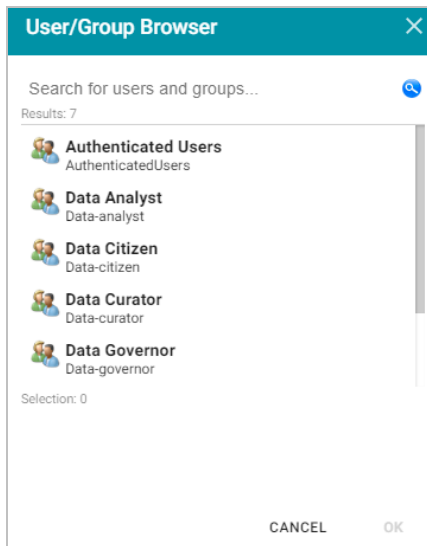 User/Group Browser
Search for users and groups...
Results: 7
Authenticated Users
AuthenticatedUsers
Data Analyst
Data-analyst
Data Citizen
Data-citizen
Data Curator
Data-curator
Data Governor
Data-governor
Selection: 0
CANCEL OK